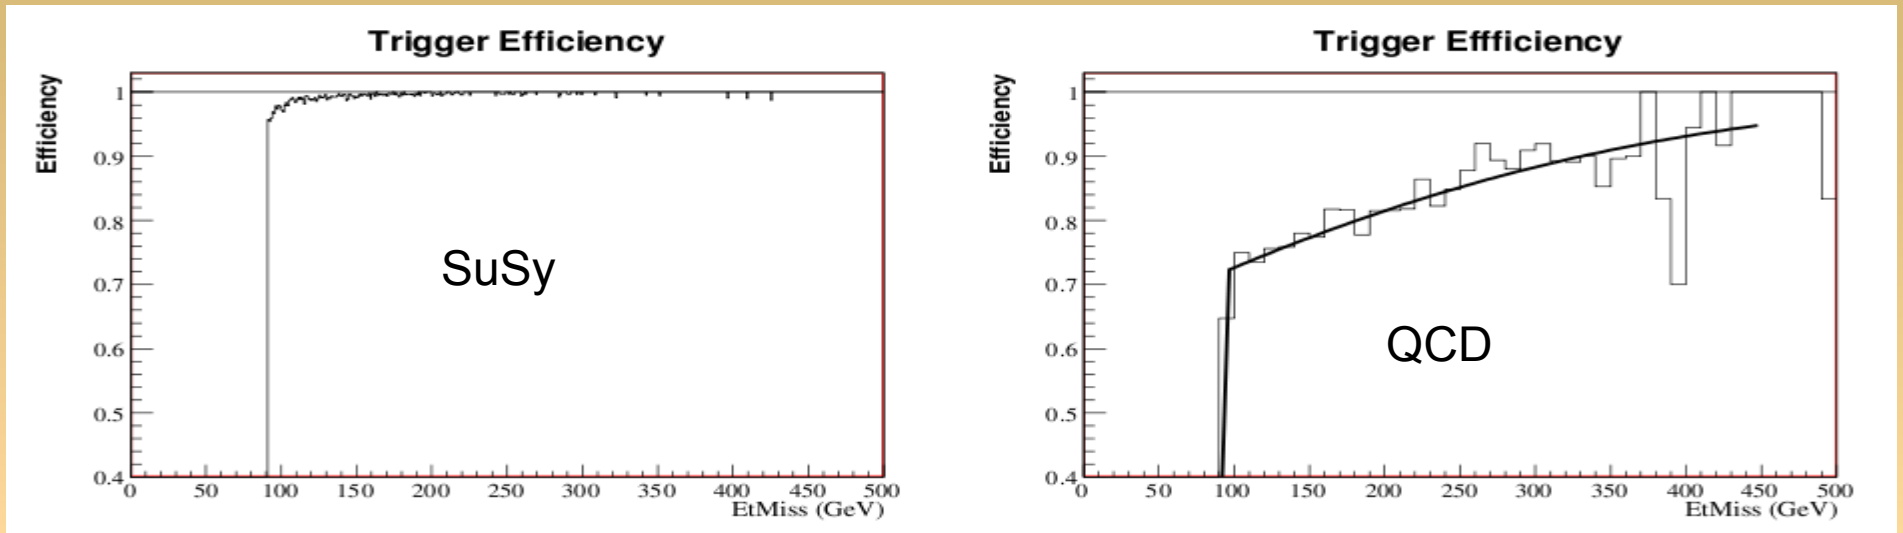 Trigger Efficiency
Efficiency
1
0.9
0.8
0.7
0.6
0.5
0.4
SuSy
0 50 100 150 200 250 300 350 400 450 500
EtMiss (GeV)
Trigger Effficiency
Efficiency
1
0.9
0.8
0.7
0.6
0.5
0.4
QCD
0 50 100 150 200 250 300 350 400 450 500
EtMiss (GeV)